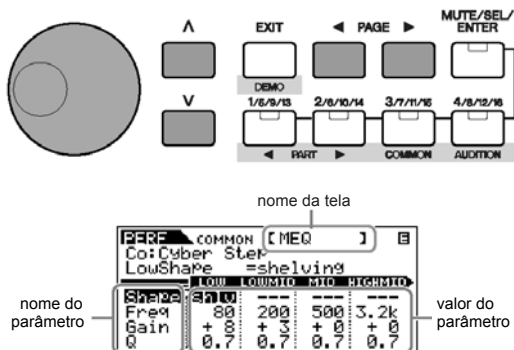 ∧ EXIT ◀ PAGE ▶ MUTE/SEL/
ENTER
DEMO
∨ 1/5/9/13 2/6/10/14 3/7/11/15 4/8/12/16
◀ PART ▶ COMMON AUDITION
nome da tela
PERF COMMON [MEQ ] E
Co:Cyber Step
LowShape =shelving
LOW LOWMID MID HIGHMID
nome do
parâmetro
Shape shlv --- --- ---
Freq 80 200 500 3.2k
Gain + 8 + 3 + 0 + 0
Q 0.7 0.7 0.7 0.7
valor do
parâmetro